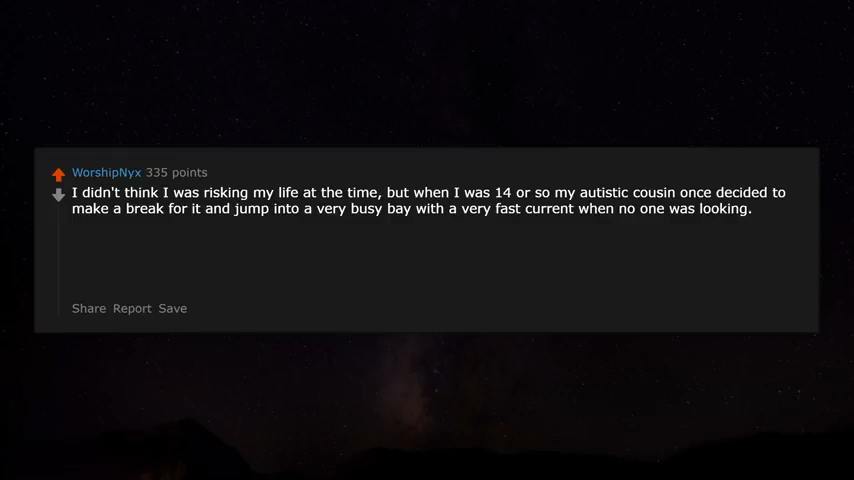 WorshipNyx 335 points
I didn't think I was risking my life at the time, but when I was 14 or so my autistic cousin once decided to
make a break for it and jump into a very busy bay with a very fast current when no one was looking.
Share Report Save